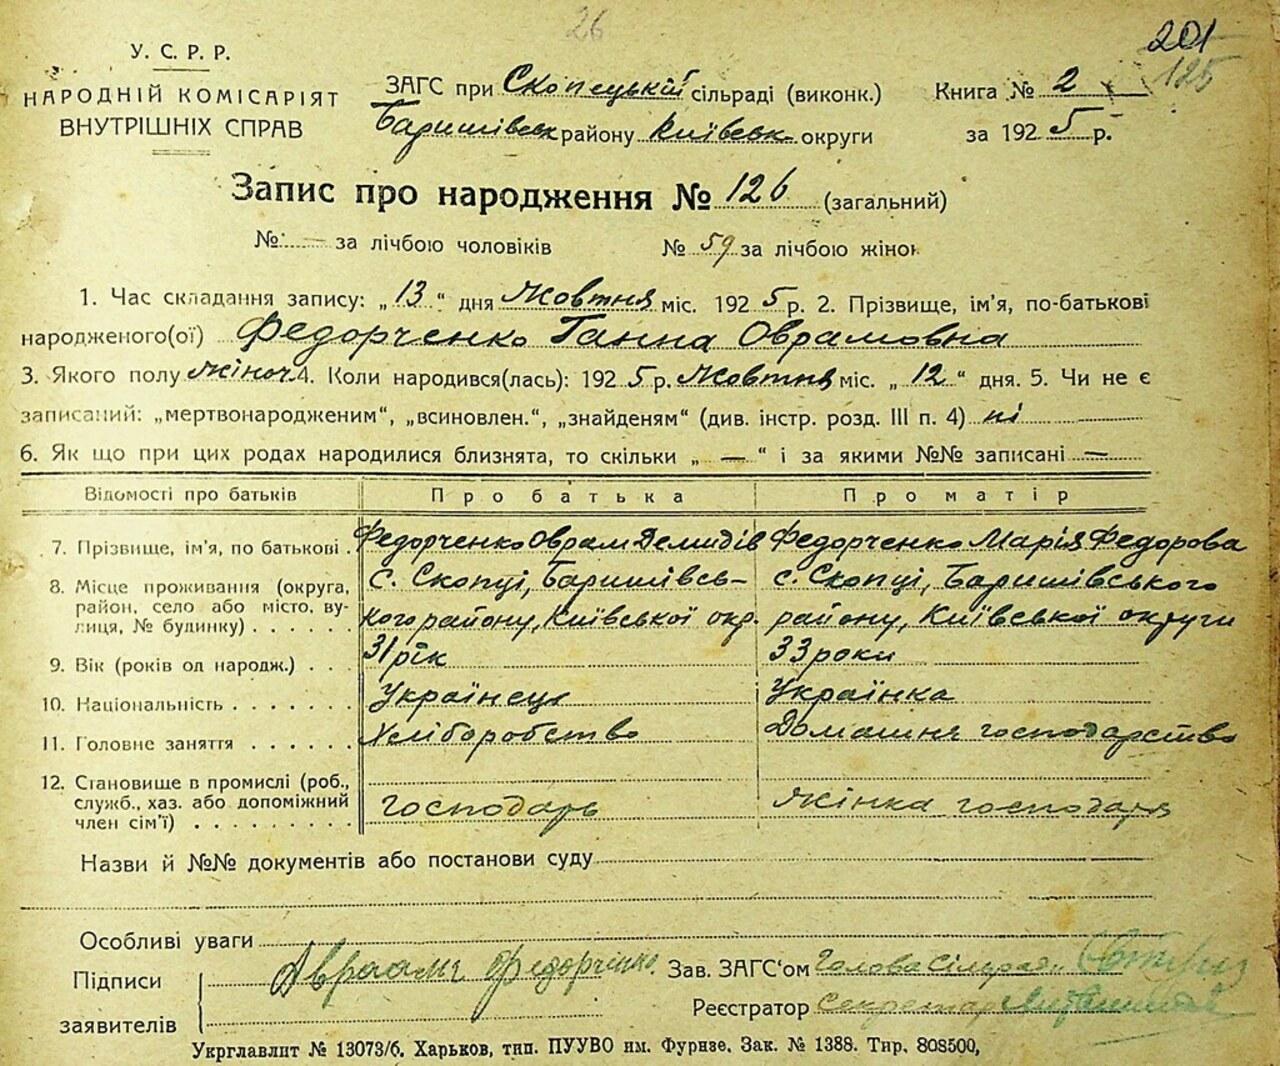 26
201
125
У. С. Р. Р.
НАРОДНІЙ КОМІСАРІЯТ
ВНУТРІШНІХ СПРАВ
ЗАГС при Скопецькій сільраді (виконк.)
Баришівськ району Київськ. округи
Книга № 2
за 1925 р.
Запис про народження № 126 (загальний)
№ — за лічбою чоловіків № 59 за лічбою жінок
1. Час складання запису: „13“ дня Жовтня міс. 1925 р. 2. Прізвище, ім'я, по-батькові
народженого(ої) Федорченко Ганна Оврамовна
3. Якого полу жіноч. 4. Коли народився(лась): 1925 р. Жовтня міс. „12“ дня. 5. Чи не є
записаний: „мертвонародженим“, „всиновлен.“, „знайденям“ (див. інстр. розд. III п. 4) ні
6. Як що при цих родах народилися близнята, то скільки „—“ і за якими №№ записані —
Відомості про батьків Про батька Про матір
7. Прізвище, ім'я, по батькові . Федорченко Оврам Демидів Федорченко Марія Федорова
8. Місце проживання (округа, район, село або місто, вулиця, № будинку) . . . . . . с. Скопці, Баришівського району, Київської окр. с. Скопці, Баришівського району, Київської округи
9. Вік (років од народж.) . . . 31 рік 33 роки
10. Національність . . . . . . . Українець Українка
11. Головне заняття . . . . . . Хліборобство Домашнє господарство
12. Становище в промислі (роб., служб., хаз. або допоміжний член сім'ї) . . . . . . . . . господарь жінка господаря
Назви й №№ документів або постанови суду
Особливі уваги
Підписи
заявителів
Авраамъ Федорченко.
Зав. ЗАГС'ом Голова Сільради
Реєстратор Секретар
Укрглавліт № 13073/б. Харьков, тип. ПУУВО им. Фрунзе. Зак. № 1388. Тир. 808500,